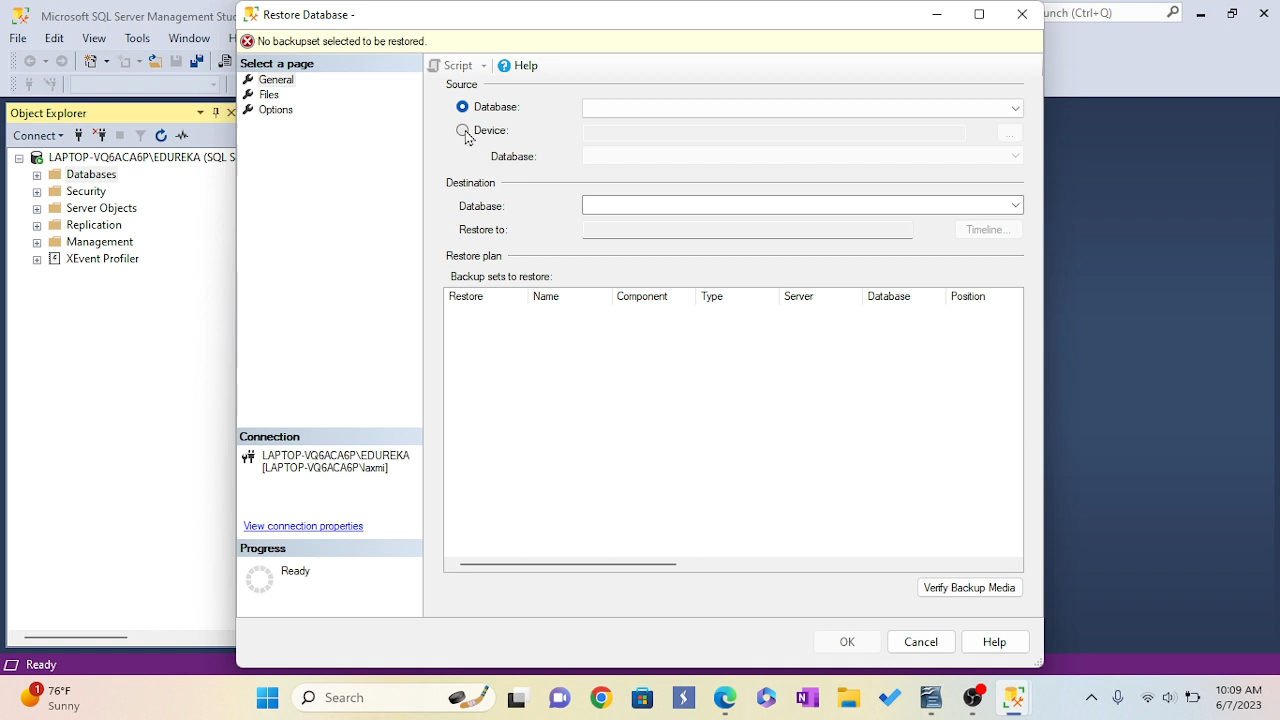 Microsoft SQL Server Management Stu
Restore Database -
unch (Ctrl+Q)
File Edit View Tools Window H
No backupset selected to be restored.
Select a page
General
Files
Options
Script
Help
Object Explorer
Connect
LAPTOP-VQ6ACA6P\EDUREKA (SQL S
Databases
Security
Server Objects
Replication
Management
XEvent Profiler
Source
Database:
Device:
...
Database:
Destination
Database:
Restore to:
Timeline...
Restore plan
Backup sets to restore:
Restore Name Component Type Server Database Position
Connection
LAPTOP-VQ6ACA6P\EDUREKA
[LAPTOP-VQ6ACA6P\laxmi]
View connection properties
Progress
Ready
Verify Backup Media
OK Cancel Help
Ready
1
76°F
Sunny
Search
10:09 AM
6/7/2023